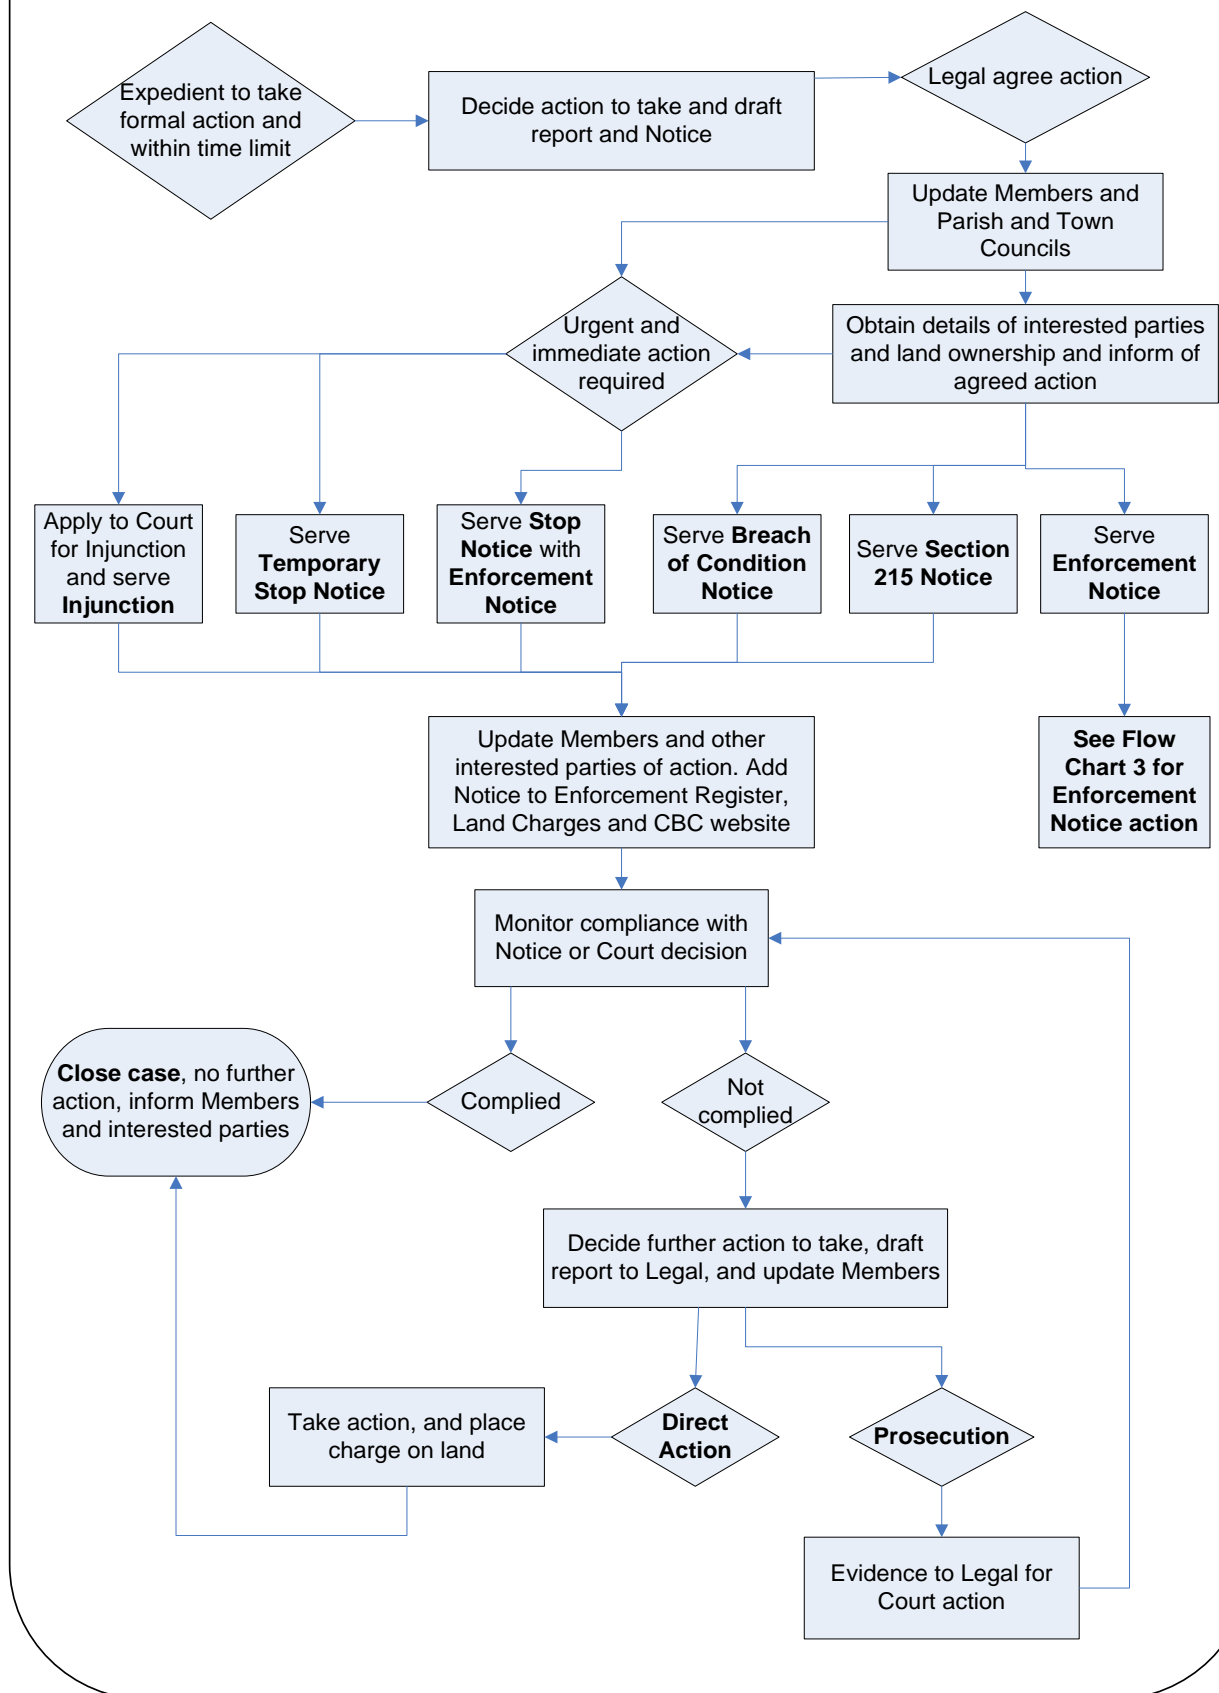 Expedient to take
formal action and
within time limit
Decide action to take and draft
report and Notice
Legal agree action
Update Members and
Parish and Town
Councils
Urgent and
immediate action
required
Obtain details of interested parties
and land ownership and inform of
agreed action
Apply to Court
for Injunction
and serve
Injunction
Serve
Temporary
Stop Notice
Serve Stop
Notice with
Enforcement
Notice
Serve Breach
of Condition
Notice
Serve Section
215 Notice
Serve
Enforcement
Notice
Update Members and other
interested parties of action. Add
Notice to Enforcement Register,
Land Charges and CBC website
See Flow
Chart 3 for
Enforcement
Notice action
Monitor compliance with
Notice or Court decision
Close case, no further
action, inform Members
and interested parties
Complied
Not
complied
Decide further action to take, draft
report to Legal, and update Members
Take action, and place
charge on land
Direct
Action
Prosecution
Evidence to Legal for
Court action